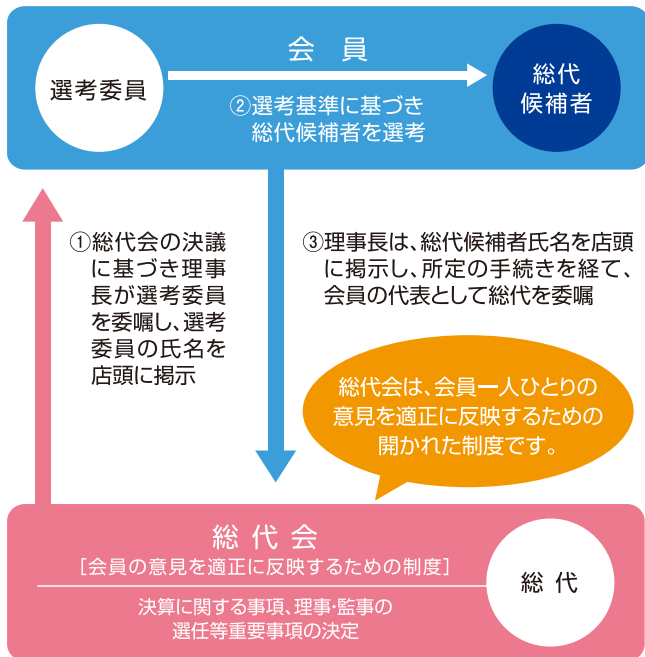 会員
選考委員
総代
候補者
②選考基準に基づき
総代候補者を選考
①総代会の決議
に基づき理事
長が選考委員
を委嘱し、選考
委員の氏名を
店頭に掲示
③理事長は、総代候補者氏名を店頭
に掲示し、所定の手続きを経て、
会員の代表として総代を委嘱
総代会は、会員一人ひとりの
意見を適正に反映するための
開かれた制度です。
総代会
[会員の意見を適正に反映するための制度]
決算に関する事項、理事・監事の
選任等重要事項の決定
総代